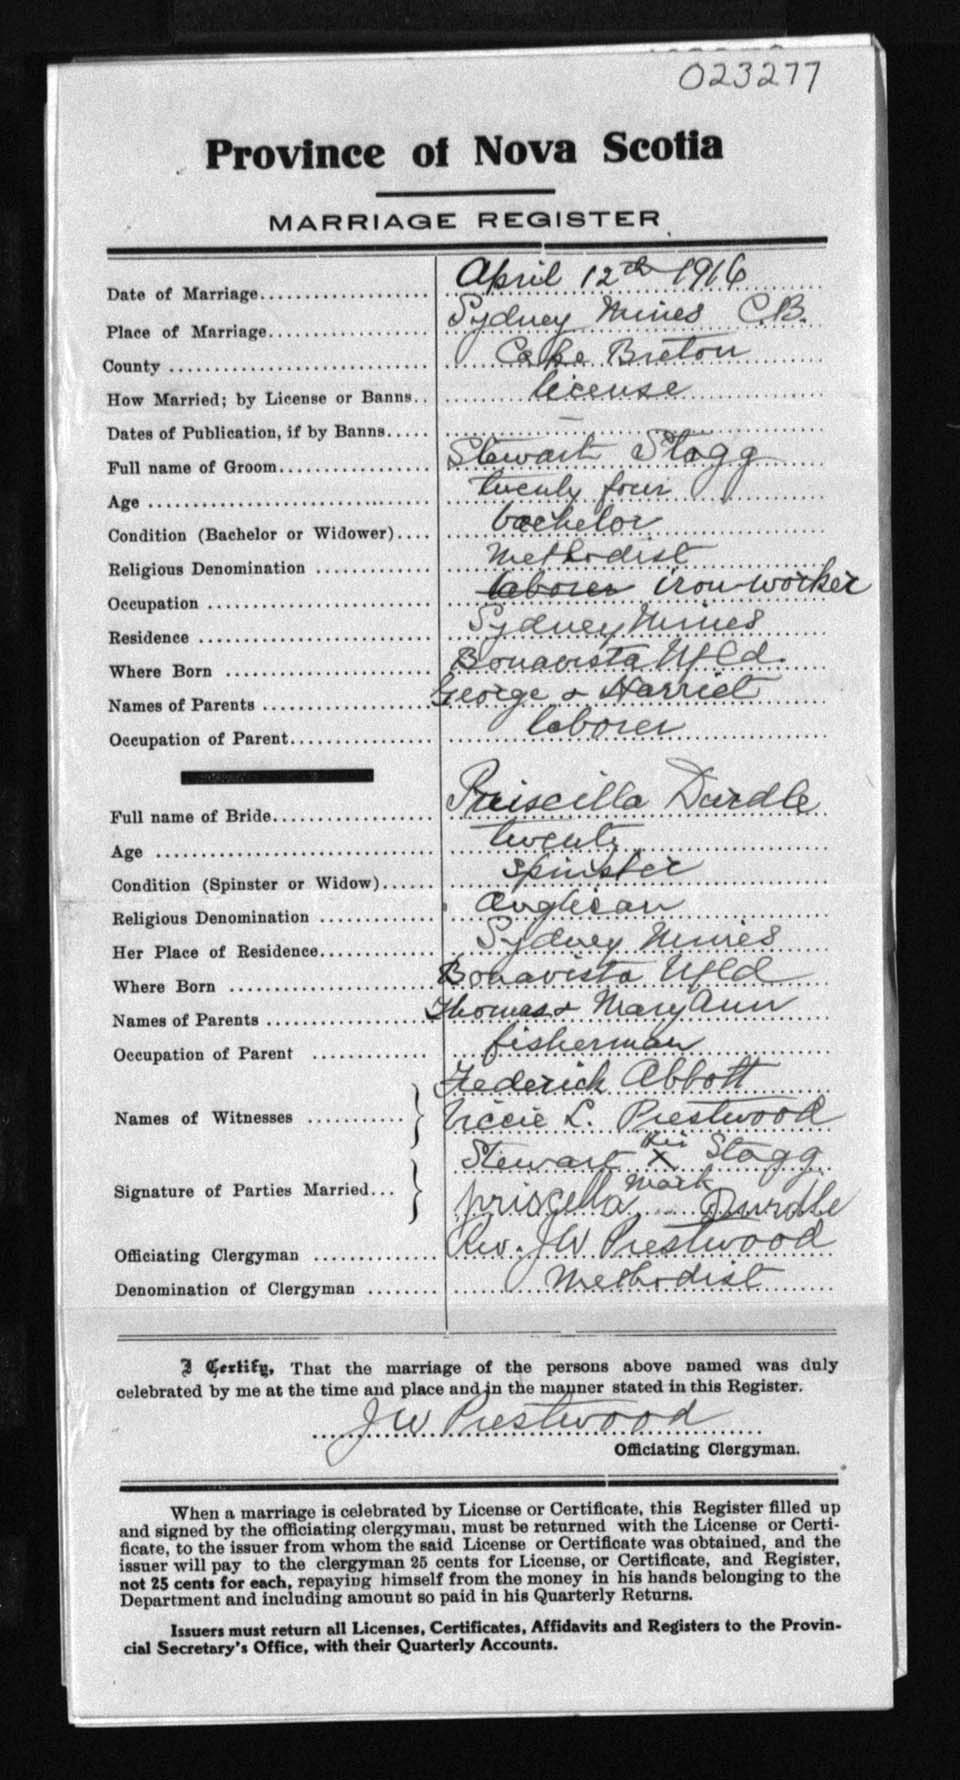 023277
Province of Nova Scotia
MARRIAGE REGISTER
Date of Marriage.................... April 12th 1916
Place of Marriage................... Sydney Mines C.B.
County .............................. Cape Breton
How Married; by License or Banns.. license
Dates of Publication, if by Banns..... —
Full name of Groom.................. Stewart Stagg
Age .................................. twenty four
Condition (Bachelor or Widower).... bachelor
Religious Denomination .............. Methodist
Occupation .......................... laborer iron-worker
Residence ........................... Sydney Mines
Where Born ......................... Bonavista Nfld.
Names of Parents .................... George & Harriet
Occupation of Parent................. laborer
Full name of Bride................... Priscilla Durdle
Age .................................. twenty
Condition (Spinster or Widow)...... spinster
Religious Denomination .............. Anglican
Her Place of Residence.............. Sydney Mines
Where Born ......................... Bonavista Nfld
Names of Parents .................... Thomas & Mary Ann
Occupation of Parent .............. fisherman
Names of Witnesses ........... } Frederick Abbott
L. Prestwood
Signature of Parties Married... } Stewart his x mark Stagg
priscella Durdle
Officiating Clergyman .............. Rev. JW Prestwood
Denomination of Clergyman ........ Methodist
I Certify, That the marriage of the persons above named was duly
celebrated by me at the time and place and in the manner stated in this Register.
JW Prestwood
Officiating Clergyman.
When a marriage is celebrated by License or Certificate, this Register filled up
and signed by the officiating clergyman, must be returned with the License or Certi-
ficate, to the issuer from whom the said License or Certificate was obtained, and the
issuer will pay to the clergyman 25 cents for License, or Certificate, and Register,
not 25 cents for each, repaying himself from the money in his hands belonging to the
Department and including amount so paid in his Quarterly Returns.
Issuers must return all Licenses, Certificates, Affidavits and Registers to the Provin-
cial Secretary's Office, with their Quarterly Accounts.